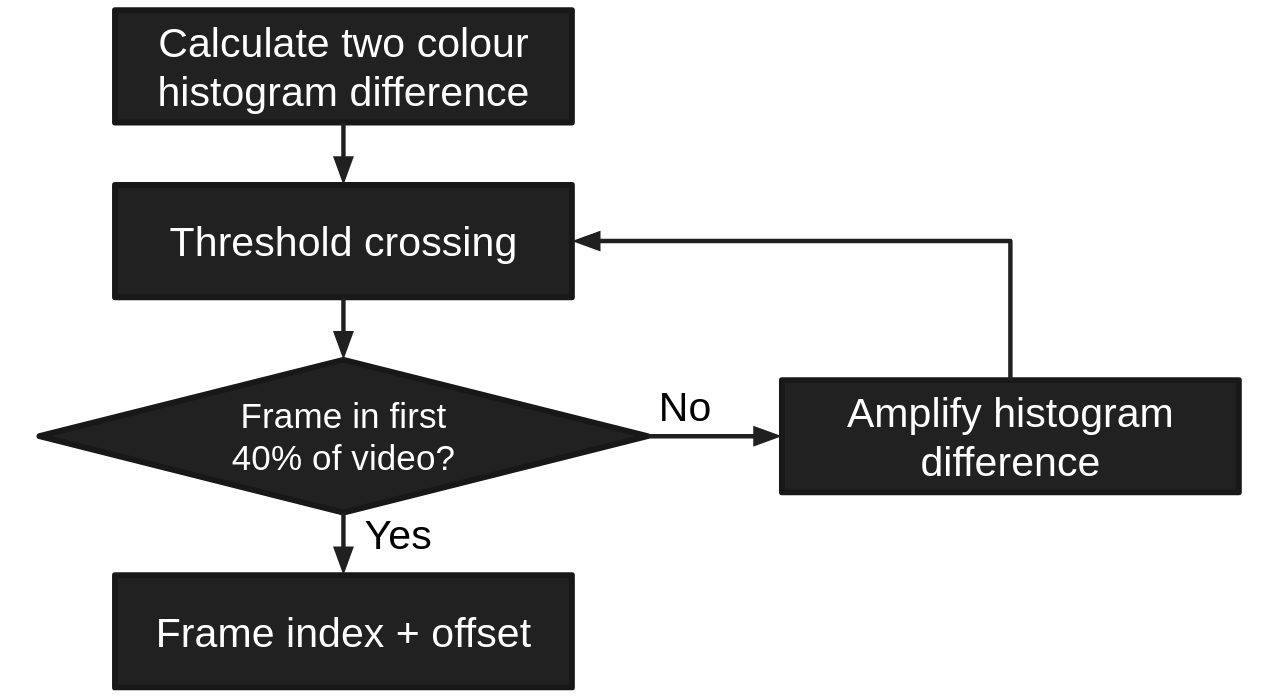 Calculate two colour
histogram difference
Threshold crossing
Frame in first
40% of video?
No
Amplify histogram
difference
Yes
Frame index + offset